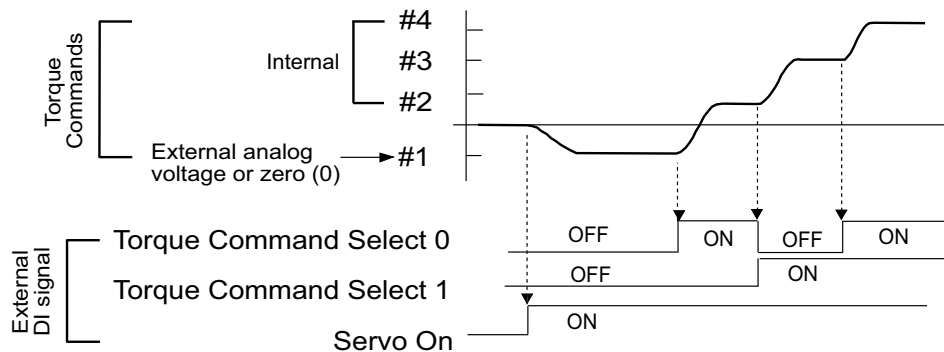 #4
#3
Internal
#2
Torque
Commands
External analog
voltage or zero (0)
#1
External
DI signal
Torque Command Select 0
OFF
ON
OFF
ON
Torque Command Select 1
OFF
ON
Servo On
ON